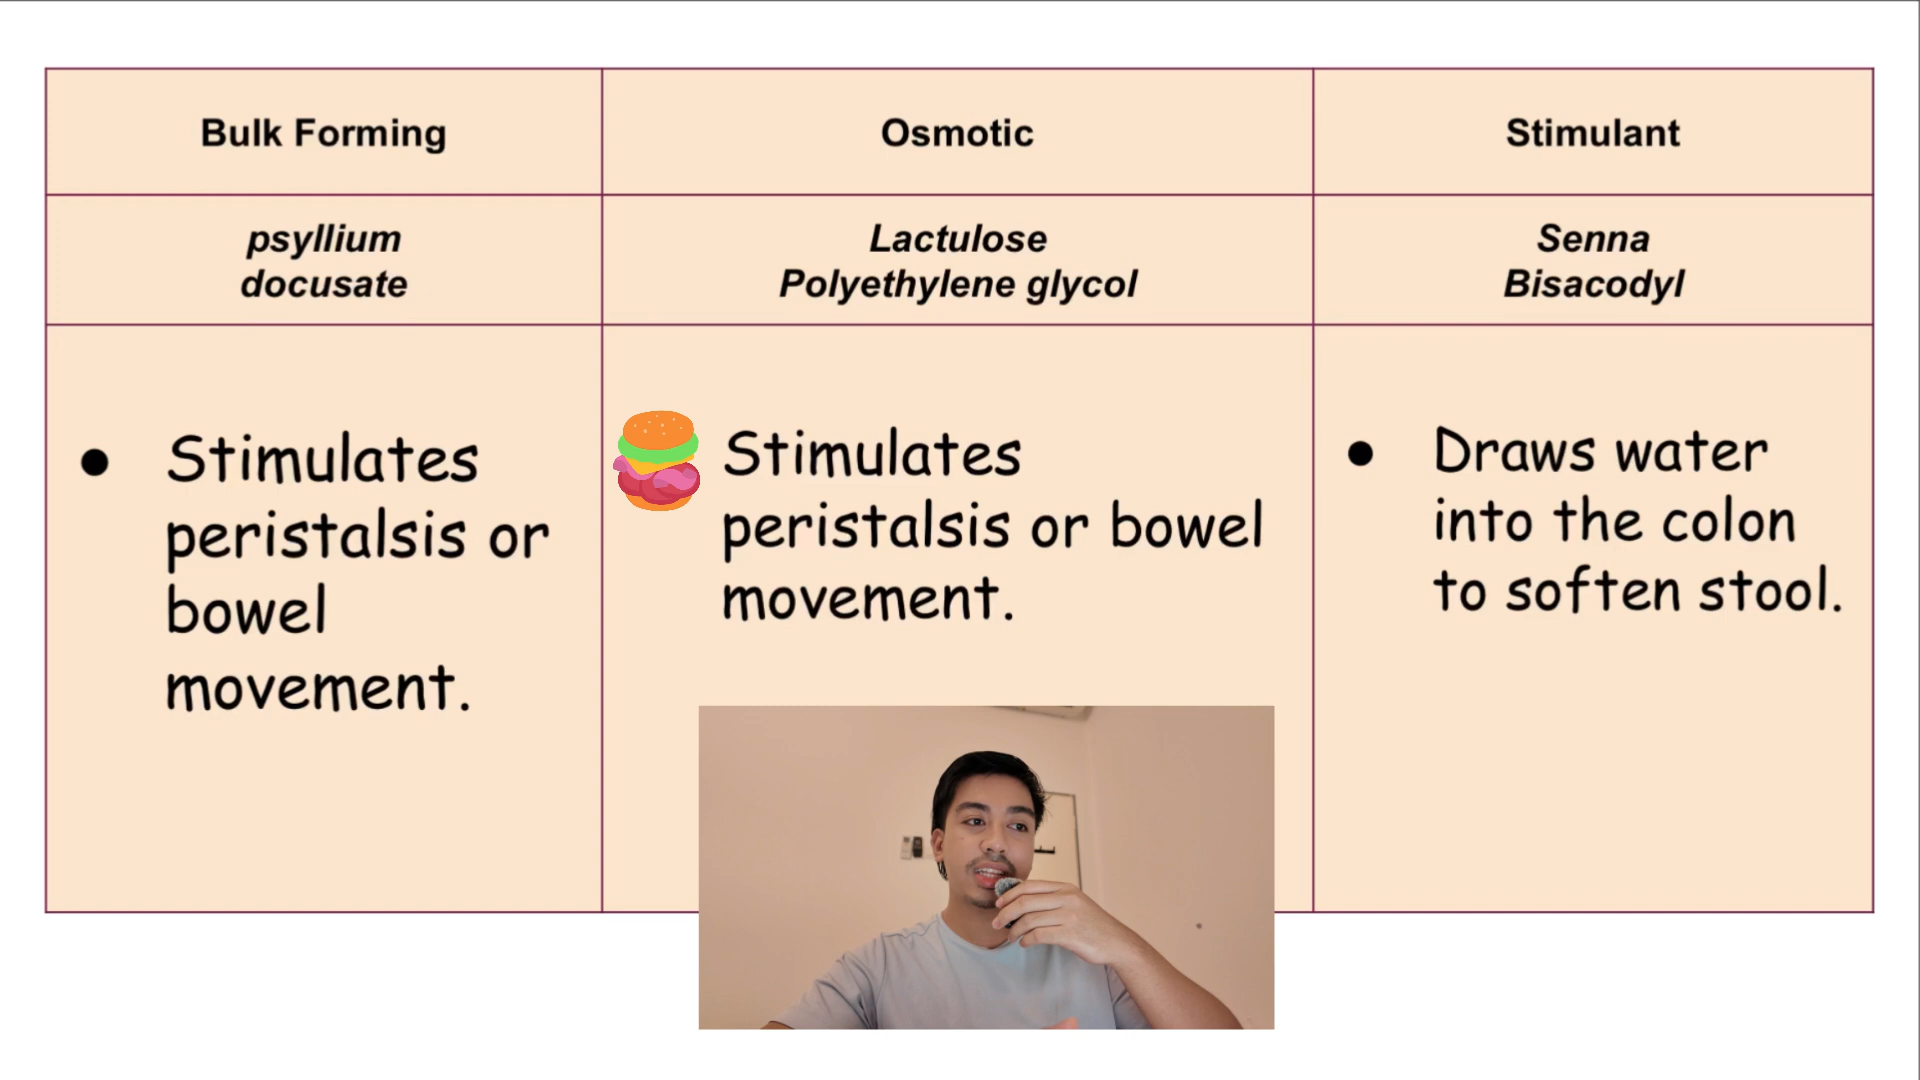 Bulk Forming
Osmotic
Stimulant
psyllium
docusate
Lactulose
Polyethylene glycol
Senna
Bisacodyl
● Stimulates
peristalsis or
bowel
movement.
Stimulates
peristalsis or bowel
movement.
● Draws water
into the colon
to soften stool.